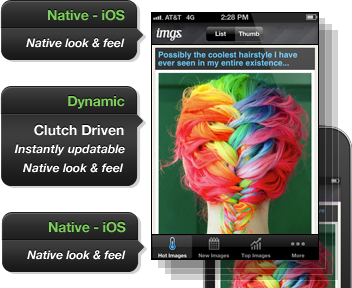 Native - iOS
Native look & feel
Dynamic
Clutch Driven
Instantly updatable
Native look & feel
Native - iOS
Native look & feel
AT&T 4G 2:28 PM
imgs.
List Thumb
Possibly the coolest hairstyle I have
ever seen in my entire existence...
Hot Images New Images Top Images More